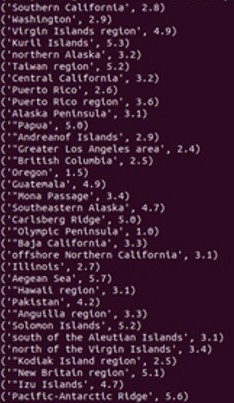 ('Southern California', 2.8)
('Washington', 2.9)
('Virgin Islands region', 4.9)
('Kuril Islands', 5.3)
('northern Alaska', 3.2)
('Taiwan region', 5.2)
('Central California', 3.2)
('Puerto Rico', 2.6)
('Puerto Rico region', 3.6)
('Alaska Peninsula', 3.1)
('"Papua', 5.0)
('"Andreanof Islands', 2.9)
('"Greater Los Angeles area', 2.4)
('"British Columbia', 2.5)
('Oregon', 1.5)
('Guatemala', 4.9)
('"Mona Passage', 3.4)
('Southeastern Alaska', 4.7)
('Carlsberg Ridge', 5.0)
('"Olympic Peninsula', 1.0)
('"Baja California', 3.3)
('offshore Northern California', 3.1)
('Illinois', 2.7)
('Aegean Sea', 5.7)
('"Hawaii region', 3.1)
('Pakistan', 4.2)
('"Anguilla region', 3.3)
('Solomon Islands', 5.2)
('south of the Aleutian Islands', 3.1)
('north of the Virgin Islands', 3.4)
('"Kodiak Island region', 2.5)
('"New Britain region', 5.1)
('"Izu Islands', 4.7)
('Pacific-Antarctic Ridge', 5.6)